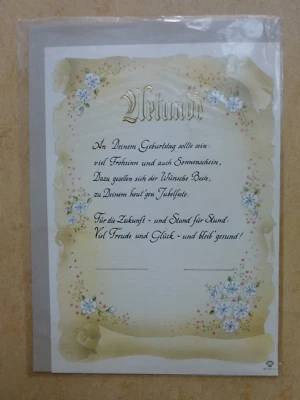 Urkunde
An Deinem Geburtstag sollte sein:
viel Frohsinn und auch Sonnenschein,
Dazu gesellen sich der Wünsche Beste,
zu Deinem heut'gen Jubelfeste.
Für die Zukunft - und Stund für Stund:
Viel Freude und Glück - und bleib' gesund!